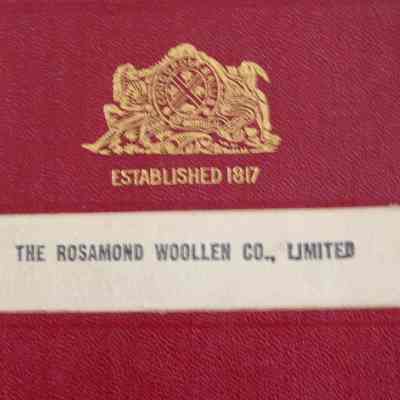 ESTABLISHED 1817
THE ROSAMOND WOOLLEN CO., LIMITED